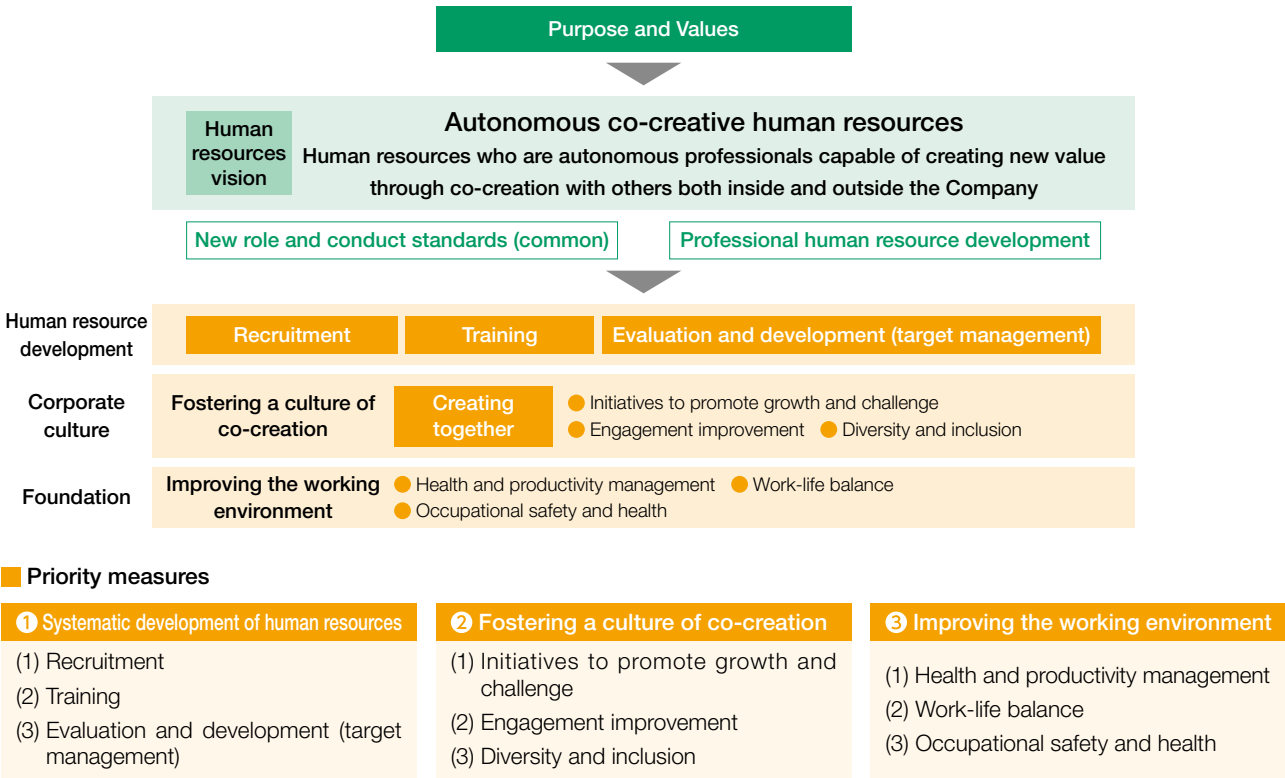 Purpose and Values
Human
resources
vision
Autonomous co-creative human resources
Human resources who are autonomous professionals capable of creating new value
through co-creation with others both inside and outside the Company
New role and conduct standards (common)
Professional human resource development
Human resource
development
Recruitment
Training
Evaluation and development (target management)
Corporate
culture
Fostering a culture of
co-creation
Creating
together
Initiatives to promote growth and challenge
Engagement improvement
Diversity and inclusion
Foundation
Improving the working
environment
Health and productivity management
Work-life balance
Occupational safety and health
Priority measures
❶ Systematic development of human resources
(1) Recruitment
(2) Training
(3) Evaluation and development (target
management)
❷ Fostering a culture of co-creation
(1) Initiatives to promote growth and
challenge
(2) Engagement improvement
(3) Diversity and inclusion
❸ Improving the working environment
(1) Health and productivity management
(2) Work-life balance
(3) Occupational safety and health